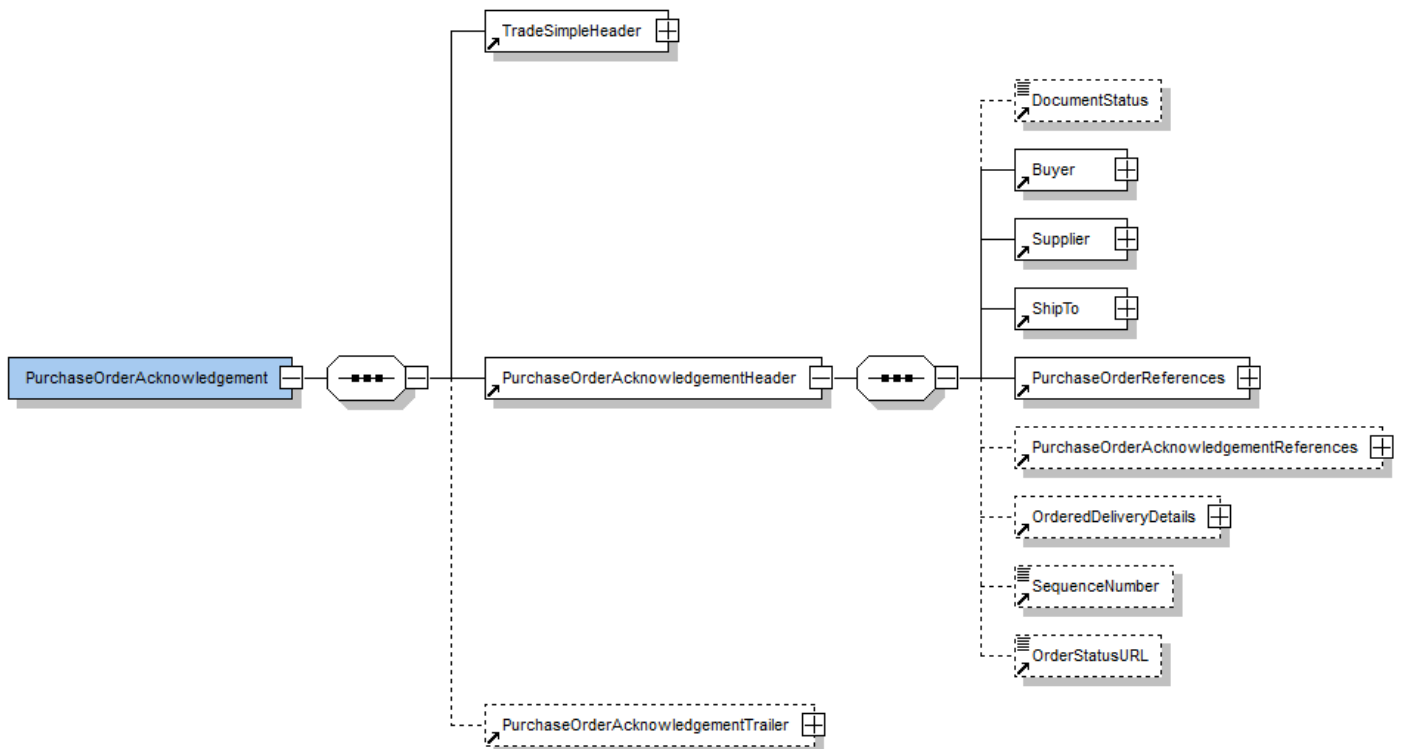 TradeSimpleHeader
DocumentStatus
Buyer
Supplier
ShipTo
PurchaseOrderAcknowledgement
PurchaseOrderAcknowledgementHeader
PurchaseOrderReferences
PurchaseOrderAcknowledgementReferences
OrderedDeliveryDetails
SequenceNumber
OrderStatusURL
PurchaseOrderAcknowledgementTrailer